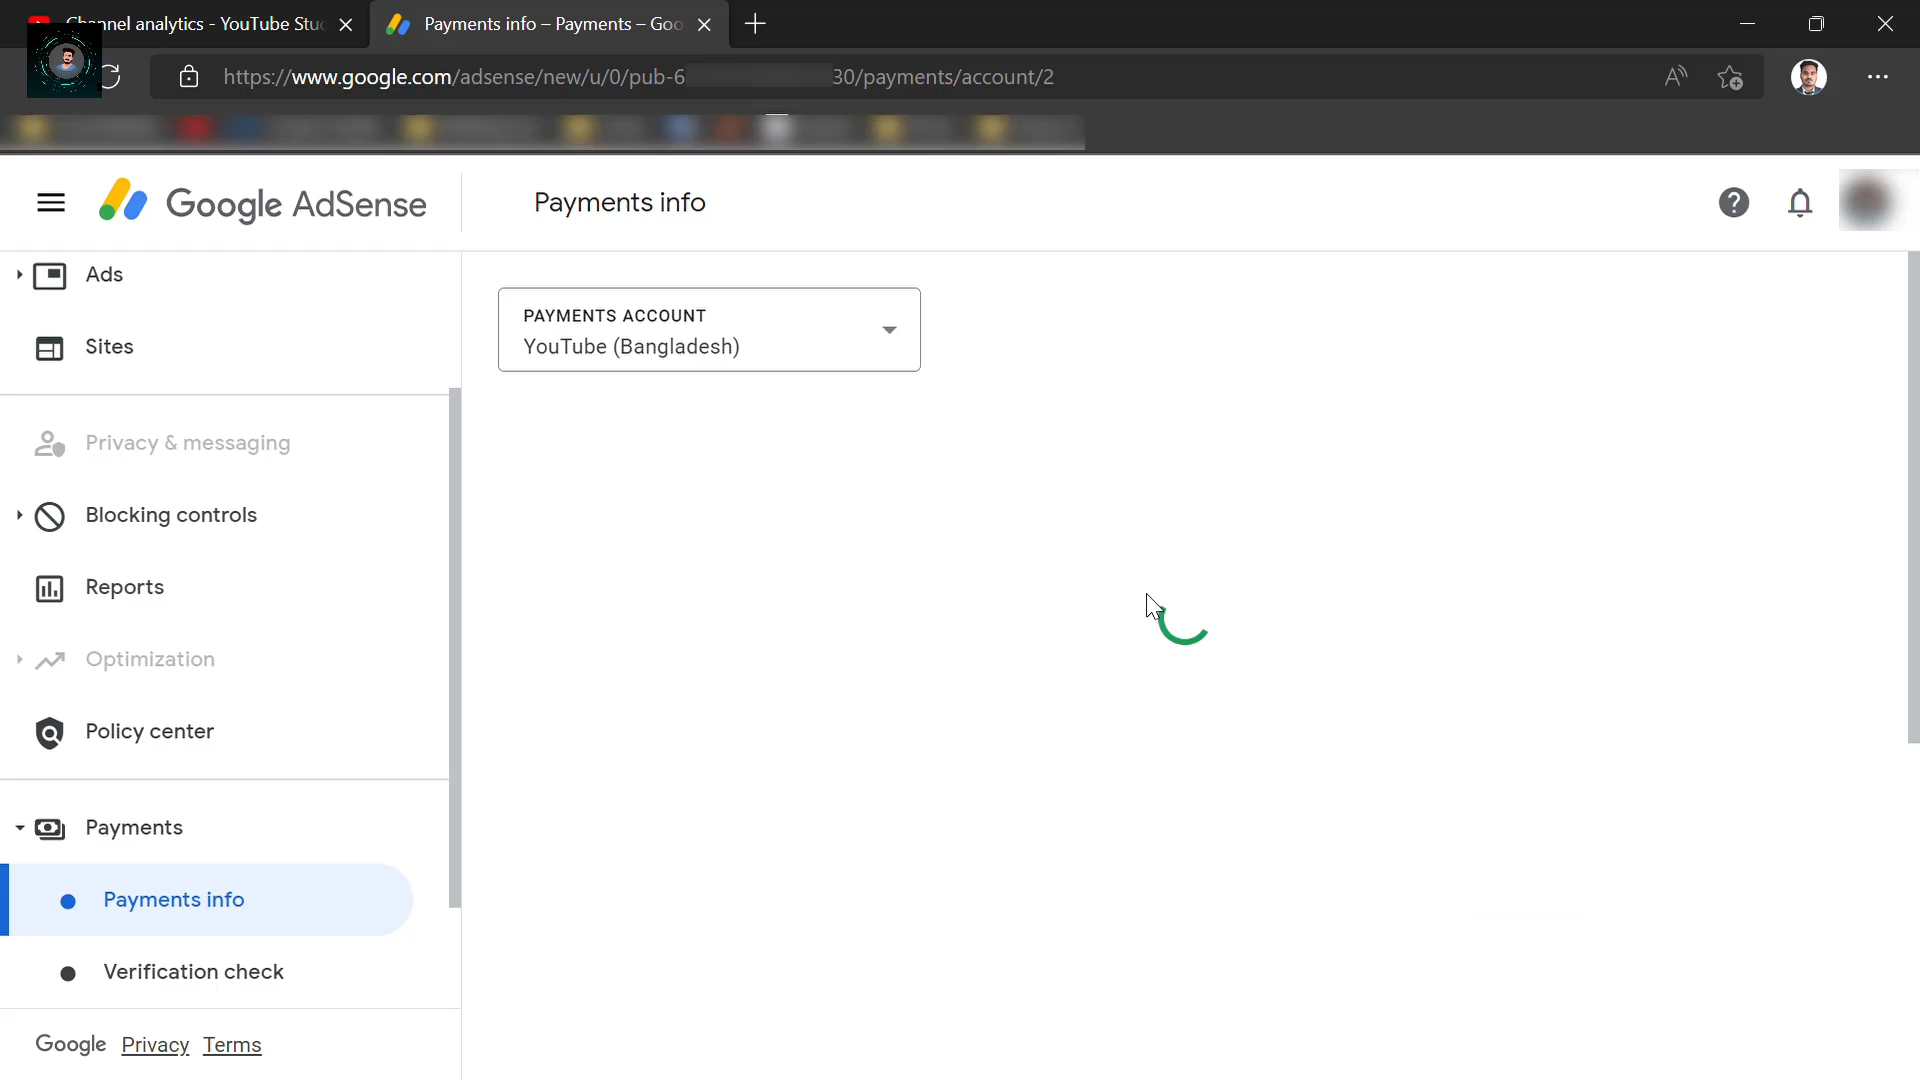 Channel analytics - YouTube Stu
Payments info – Payments – Goo
https://www.google.com/adsense/new/u/0/pub-6
30/payments/account/2
Google AdSense
Payments info
Ads
Sites
Privacy & messaging
Blocking controls
Reports
Optimization
Policy center
Payments
Payments info
Verification check
Google Privacy Terms
PAYMENTS ACCOUNT
YouTube (Bangladesh)